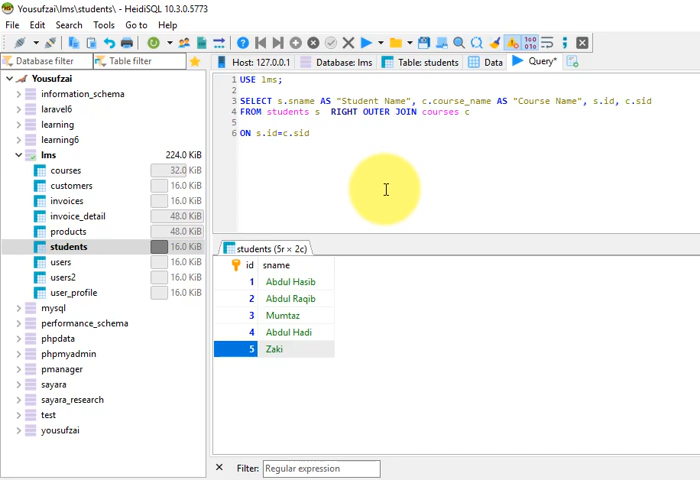 Yousufzai\lms\students\ - HeidiSQL 10.3.0.5773
File Edit Search Tools Go to Help
Database filter Table filter Host: 127.0.0.1 Database: lms Table: students Data Query*
Yousufzai
information_schema
laravel6
learning
learning6
lms 224.0 KiB
courses 32.0 KiB
customers 16.0 KiB
invoices 16.0 KiB
invoice_detail 48.0 KiB
products 48.0 KiB
students 16.0 KiB
users 16.0 KiB
users2 16.0 KiB
user_profile 16.0 KiB
mysql
performance_schema
phpdata
phpmyadmin
pmanager
sayara
sayara_research
test
yousufzai
1 USE lms;
2
3 SELECT s.sname AS "Student Name", c.course_name AS "Course Name", s.id, c.sid
4 FROM students s RIGHT OUTER JOIN courses c
5
6 ON s.id=c.sid
students (5r × 2c)
id sname
1 Abdul Hasib
2 Abdul Raqib
3 Mumtaz
4 Abdul Hadi
5 Zaki
Filter: Regular expression